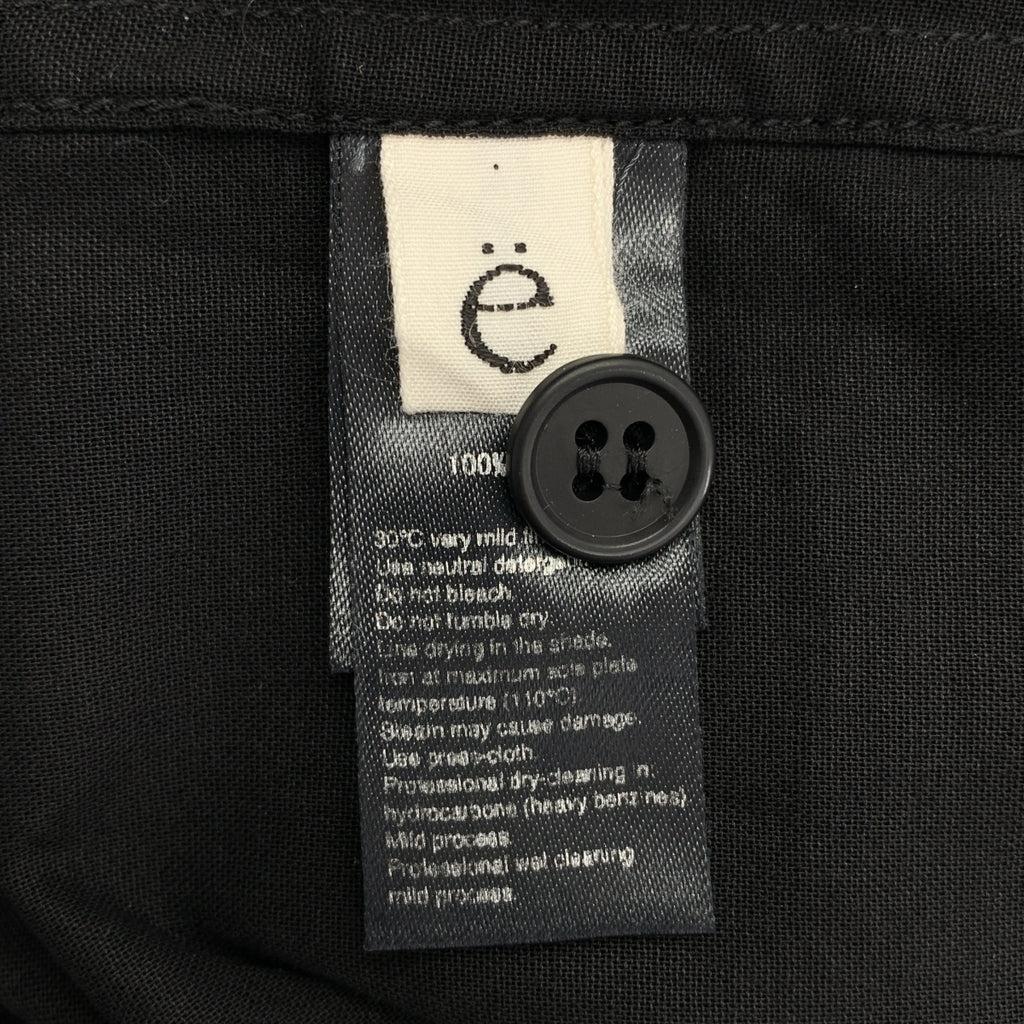 ë
100%
30°C very mild
Use neutral
Do not bleach
Do not tumble dry
Line drying in the shade.
Iron at maximum sole plate
temperature (110°C)
Steam may cause damage.
Use press-cloth
Professional dry-cleaning in
hydrocarbons (heavy benzines)
Mild process
Professional wet cleaning
mild process.